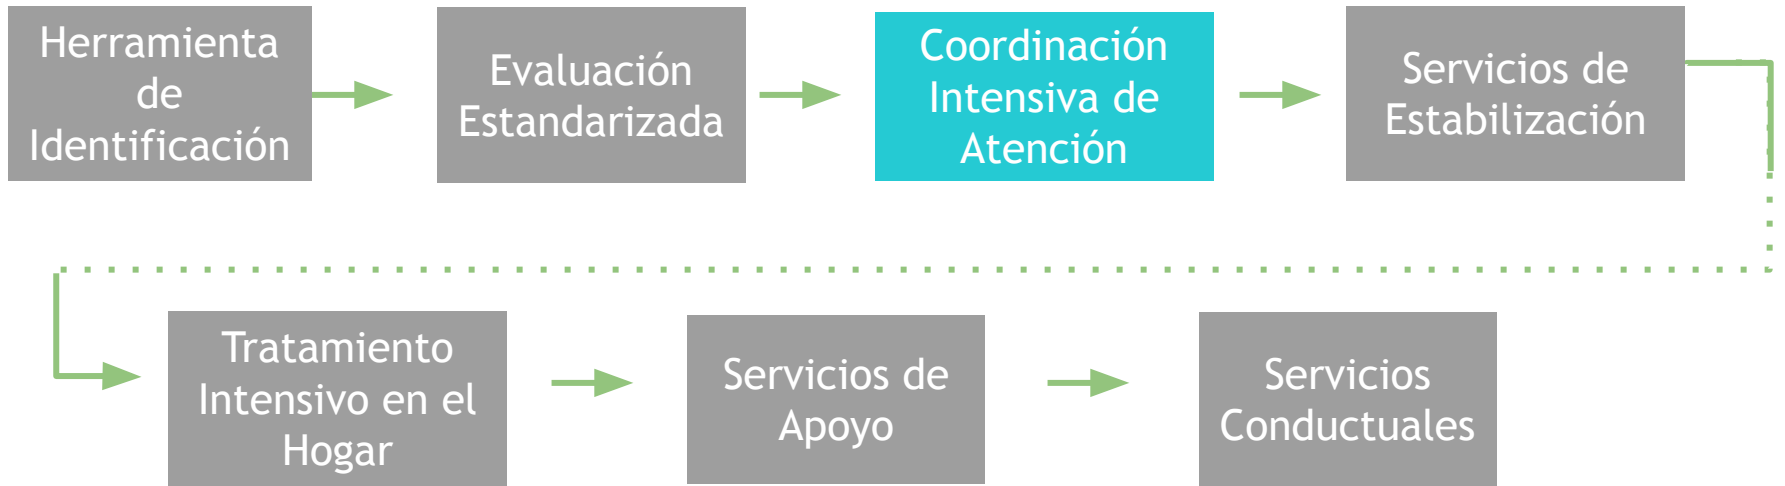 Herramienta
de
Identificación
Evaluación
Estandarizada
Coordinación
Intensiva de
Atención
Servicios de
Estabilización
Tratamiento
Intensivo en el
Hogar
Servicios de
Apoyo
Servicios
Conductuales